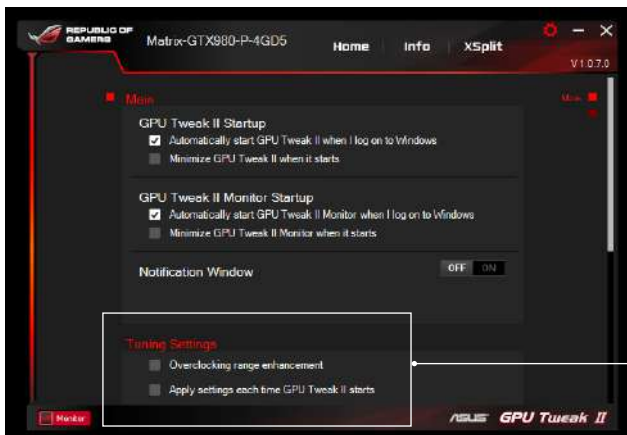 REPUBLIC OF
GAMERS
Matrix-GTX980-P-4GD5
Home Info XSplit
V1.0.7.0
Main
Main
GPU Tweak II Startup
Automatically start GPU Tweak II when I log on to Windows
Minimize GPU Tweak II when it starts
GPU Tweak II Monitor Startup
Automatically start GPU Tweak II Monitor when I log on to Windows
Minimize GPU Tweak II Monitor when it starts
Notification Window
OFF ON
Tuning Settings
Overclocking range enhancement
Apply settings each time GPU Tweak II starts
Monitor
ASUS GPU Tweak II